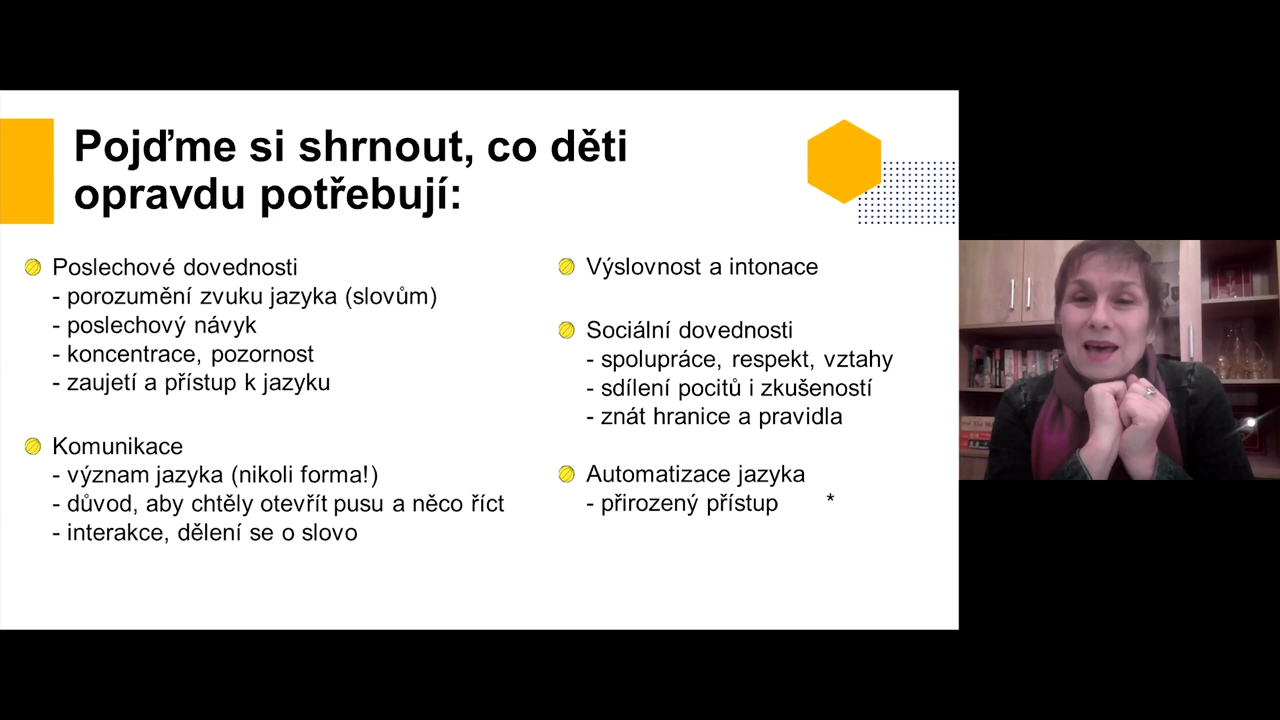 Pojďme si shrnout, co děti
opravdu potřebují:
Poslechové dovednosti
- porozumění zvuku jazyka (slovům)
- poslechový návyk
- koncentrace, pozornost
- zaujetí a přístup k jazyku
Komunikace
- význam jazyka (nikoli forma!)
- důvod, aby chtěly otevřít pusu a něco říct
- interakce, dělení se o slovo
Výslovnost a intonace
Sociální dovednosti
- spolupráce, respekt, vztahy
- sdílení pocitů i zkušeností
- znát hranice a pravidla
Automatizace jazyka
- přirozený přístup *